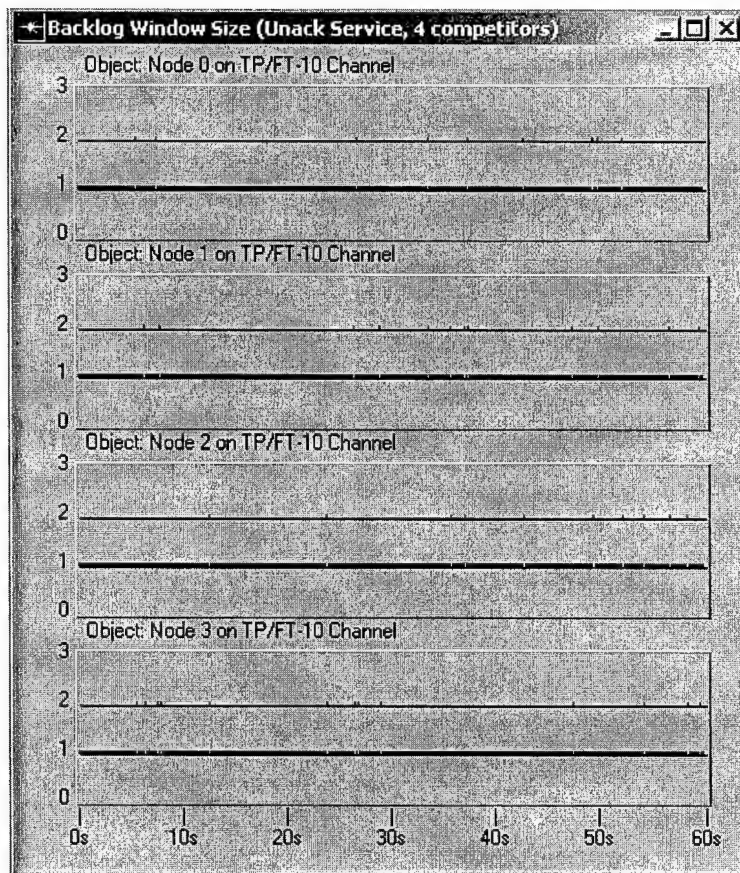 Backlog Window Size (Unack Service, 4 competitors)
Object: Node 0 on TP/FT-10 Channel
3
2
1
0
Object: Node 1 on TP/FT-10 Channel
3
2
1
0
Object: Node 2 on TP/FT-10 Channel
3
2
1
0
Object: Node 3 on TP/FT-10 Channel
3
2
1
0
0s 10s 20s 30s 40s 50s 60s